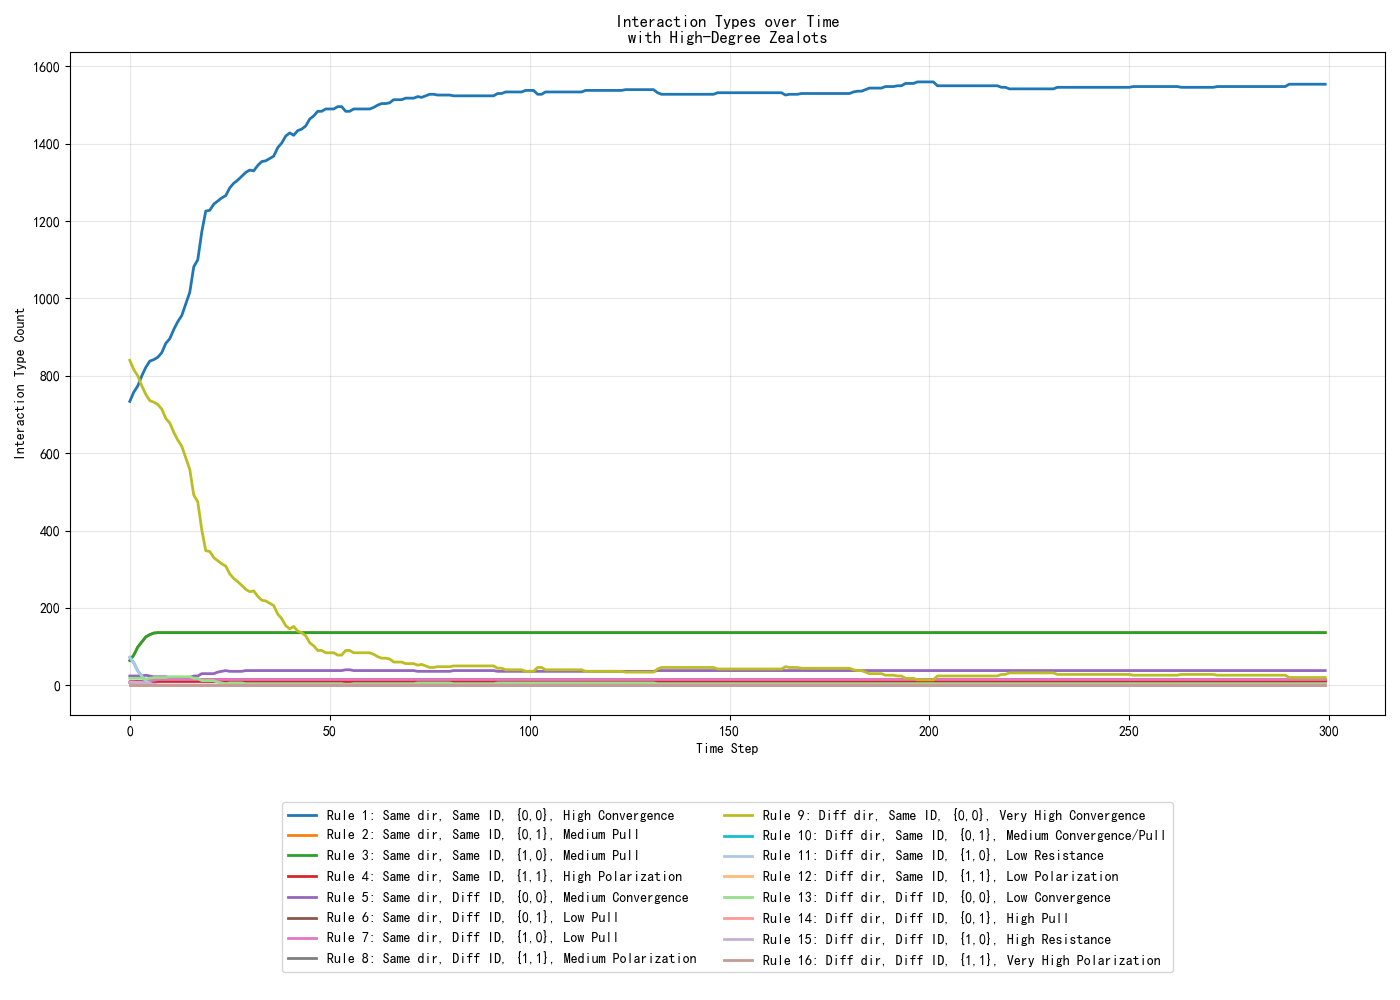 Interaction Types over Time
with High-Degree Zealots
Interaction Type Count
1600
1400
1200
1000
800
600
400
200
0
0
50
100
150
200
250
300
Time Step
Rule 1: Same dir, Same ID, {0,0}, High Convergence
Rule 2: Same dir, Same ID, {0,1}, Medium Pull
Rule 3: Same dir, Same ID, {1,0}, Medium Pull
Rule 4: Same dir, Same ID, {1,1}, High Polarization
Rule 5: Same dir, Diff ID, {0,0}, Medium Convergence
Rule 6: Same dir, Diff ID, {0,1}, Low Pull
Rule 7: Same dir, Diff ID, {1,0}, Low Pull
Rule 8: Same dir, Diff ID, {1,1}, Medium Polarization
Rule 9: Diff dir, Same ID, {0,0}, Very High Convergence
Rule 10: Diff dir, Same ID, {0,1}, Medium Convergence/Pull
Rule 11: Diff dir, Same ID, {1,0}, Low Resistance
Rule 12: Diff dir, Same ID, {1,1}, Low Polarization
Rule 13: Diff dir, Diff ID, {0,0}, Low Convergence
Rule 14: Diff dir, Diff ID, {0,1}, High Pull
Rule 15: Diff dir, Diff ID, {1,0}, High Resistance
Rule 16: Diff dir, Diff ID, {1,1}, Very High Polarization